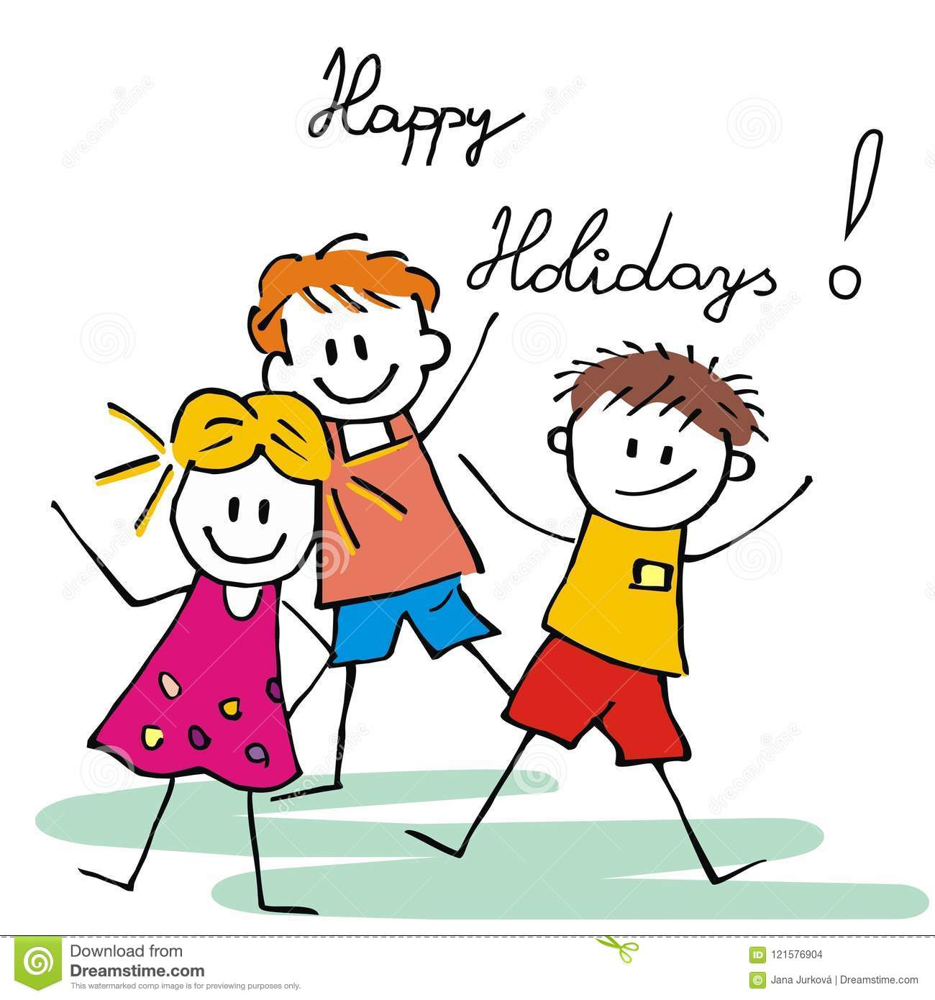 Happy
Holidays !
Download from
Dreamstime.com
This watermarked comp image is for previewing purposes only.
ID 121576904
© Jana Jurková | Dreamstime.com
dreamstime